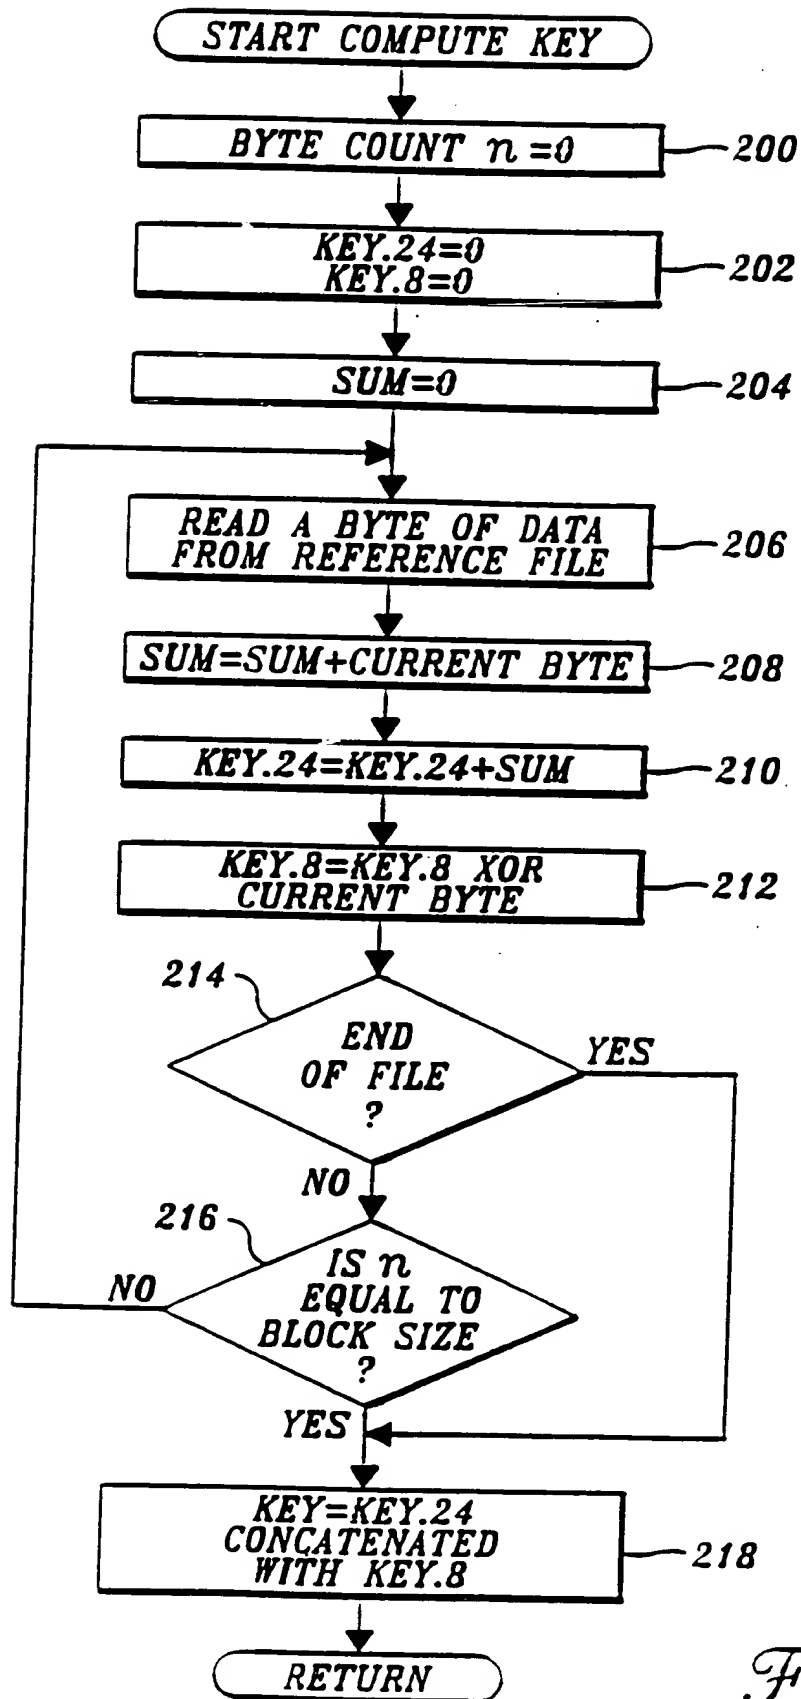 START COMPUTE KEY
BYTE COUNT n=0
200
KEY.24=0
KEY.8=0
202
SUM=0
204
READ A BYTE OF DATA
FROM REFERENCE FILE
206
SUM=SUM+CURRENT BYTE
208
KEY.24=KEY.24+SUM
210
KEY.8=KEY.8 XOR
CURRENT BYTE
212
214
END
OF FILE
?
YES
NO
216
IS n
EQUAL TO
BLOCK SIZE
?
NO
YES
KEY=KEY.24
CONCATENATED
WITH KEY.8
218
RETURN
F